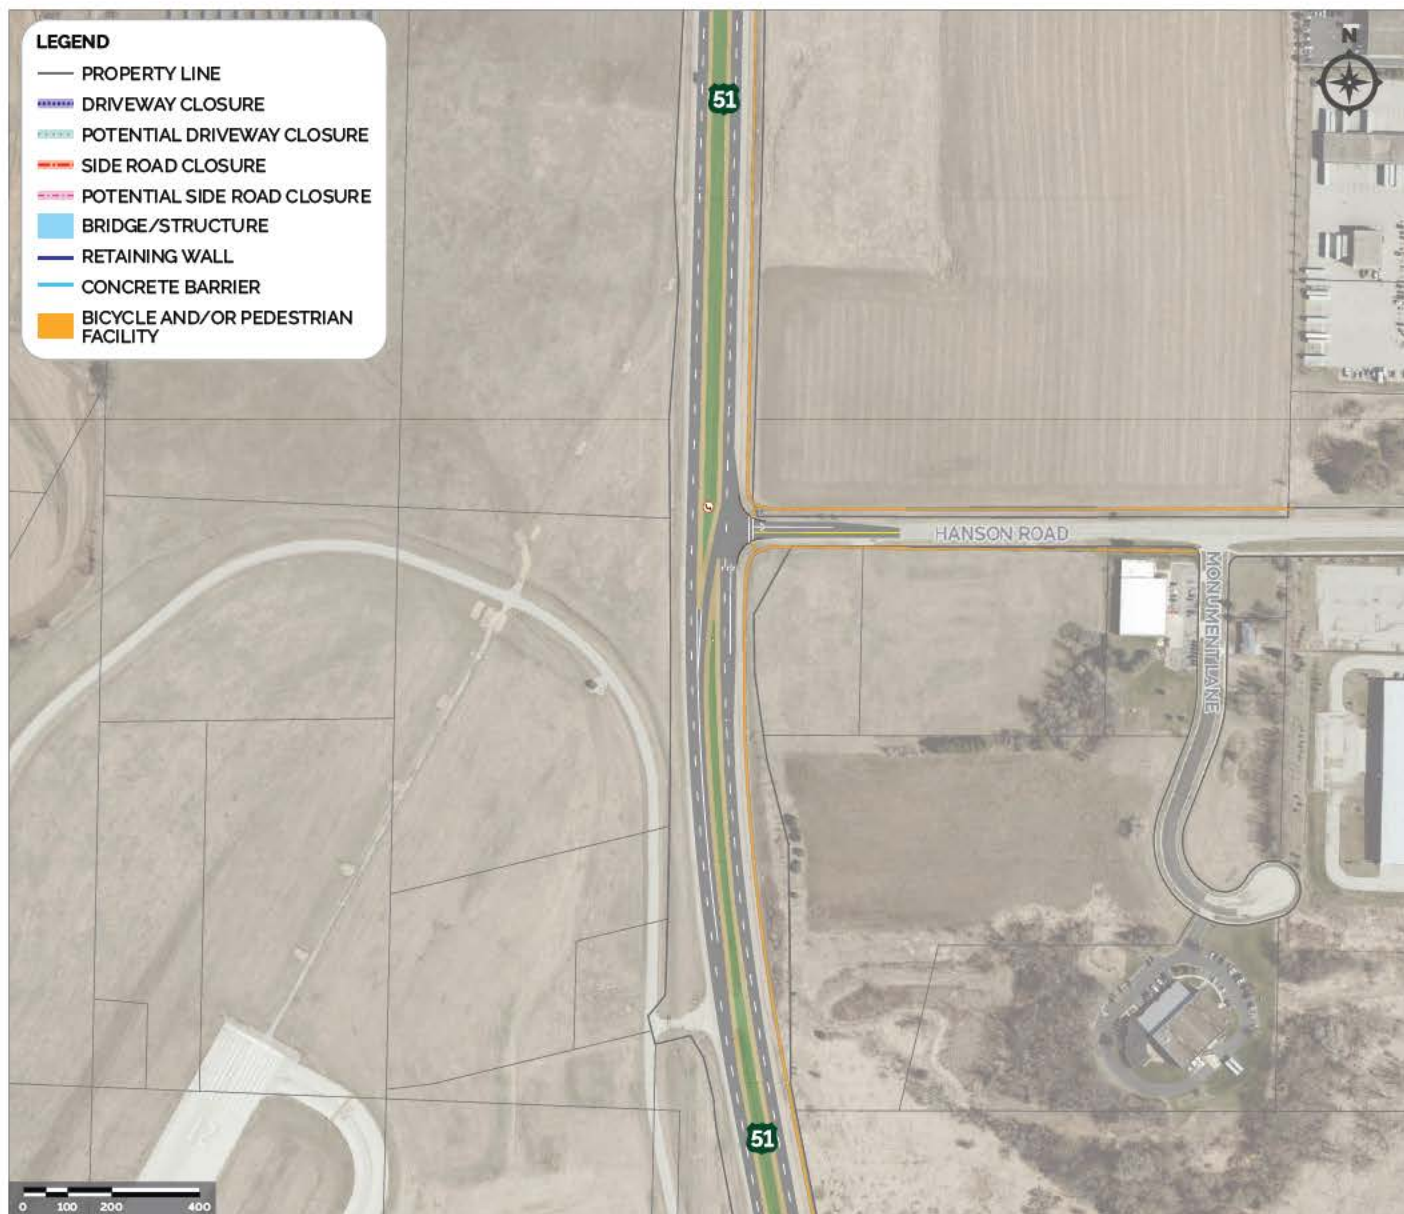 LEGEND
PROPERTY LINE
DRIVEWAY CLOSURE
POTENTIAL DRIVEWAY CLOSURE
SIDE ROAD CLOSURE
POTENTIAL SIDE ROAD CLOSURE
BRIDGE/STRUCTURE
RETAINING WALL
CONCRETE BARRIER
BICYCLE AND/OR PEDESTRIAN
FACILITY
51
N
HANSON ROAD
MONUMENT LANE
51
0 100 200 400